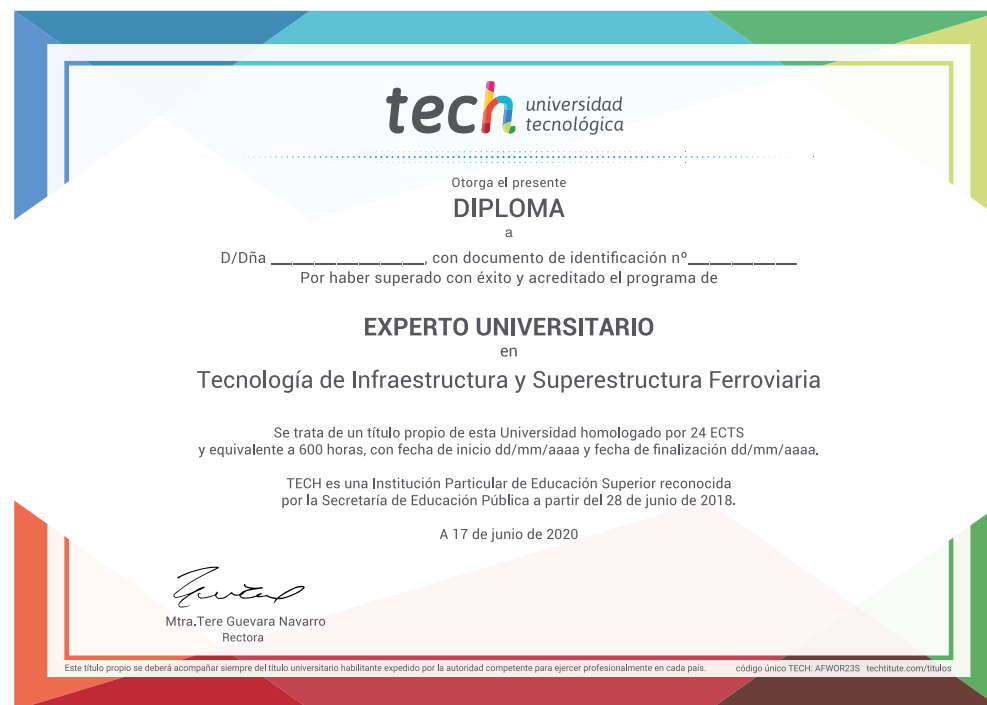 tech universidad
tecnológica
Otorga el presente
DIPLOMA
a
D/Dña _______________, con documento de identificación nº___________
Por haber superado con éxito y acreditado el programa de
EXPERTO UNIVERSITARIO
en
Tecnología de Infraestructura y Superestructura Ferroviaria
Se trata de un título propio de esta Universidad homologado por 24 ECTS
y equivalente a 600 horas, con fecha de inicio dd/mm/aaaa y fecha de finalización dd/mm/aaaa.
TECH es una Institución Particular de Educación Superior reconocida
por la Secretaría de Educación Pública a partir del 28 de junio de 2018.
A 17 de junio de 2020
Mtra.Tere Guevara Navarro
Rectora
Este título propio se deberá acompañar siempre del título universitario habilitante expedido por la autoridad competente para ejercer profesionalmente en cada país. código único TECH: AFWOR23S techtitute.com/titulos